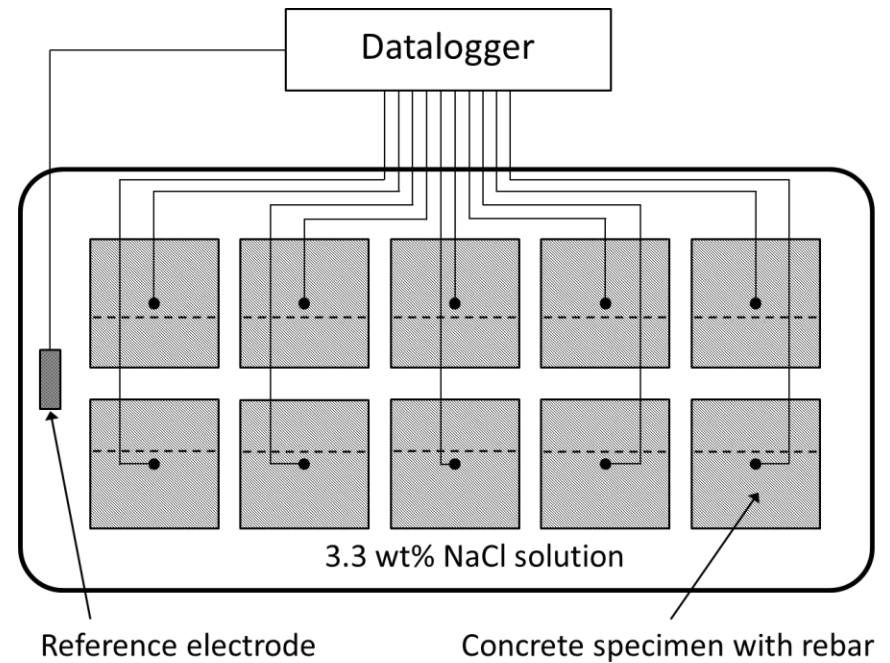 Datalogger
3.3 wt% NaCl solution
Reference electrode
Concrete specimen with rebar